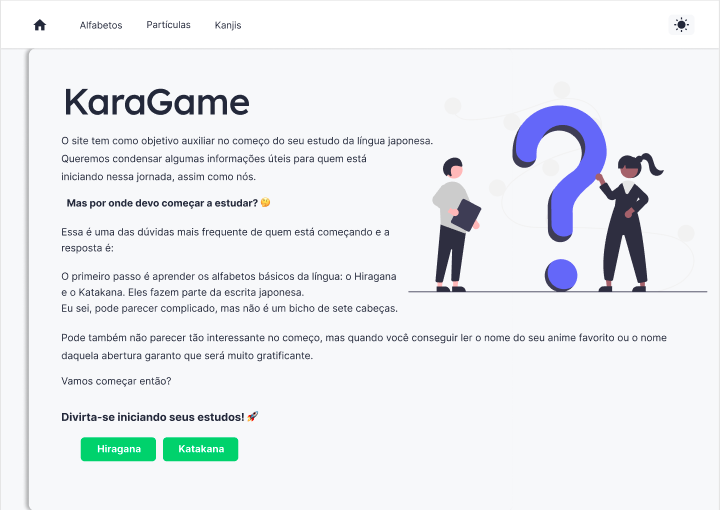 Alfabetos Partículas Kanjis
KaraGame
O site tem como objetivo auxiliar no começo do seu estudo da língua japonesa.
Queremos condensar algumas informações úteis para quem está
iniciando nessa jornada, assim como nós.
Mas por onde devo começar a estudar? 🤔
Essa é uma das dúvidas mais frequente de quem está começando e a
resposta é:
O primeiro passo é aprender os alfabetos básicos da língua: o Hiragana
e o Katakana. Eles fazem parte da escrita japonesa.
Eu sei, pode parecer complicado, mas não é um bicho de sete cabeças.
Pode também não parecer tão interessante no começo, mas quando você conseguir ler o nome do seu anime favorito ou o nome
daquela abertura garanto que será muito gratificante.
Vamos começar então?
Divirta-se iniciando seus estudos! 🚀
Hiragana Katakana